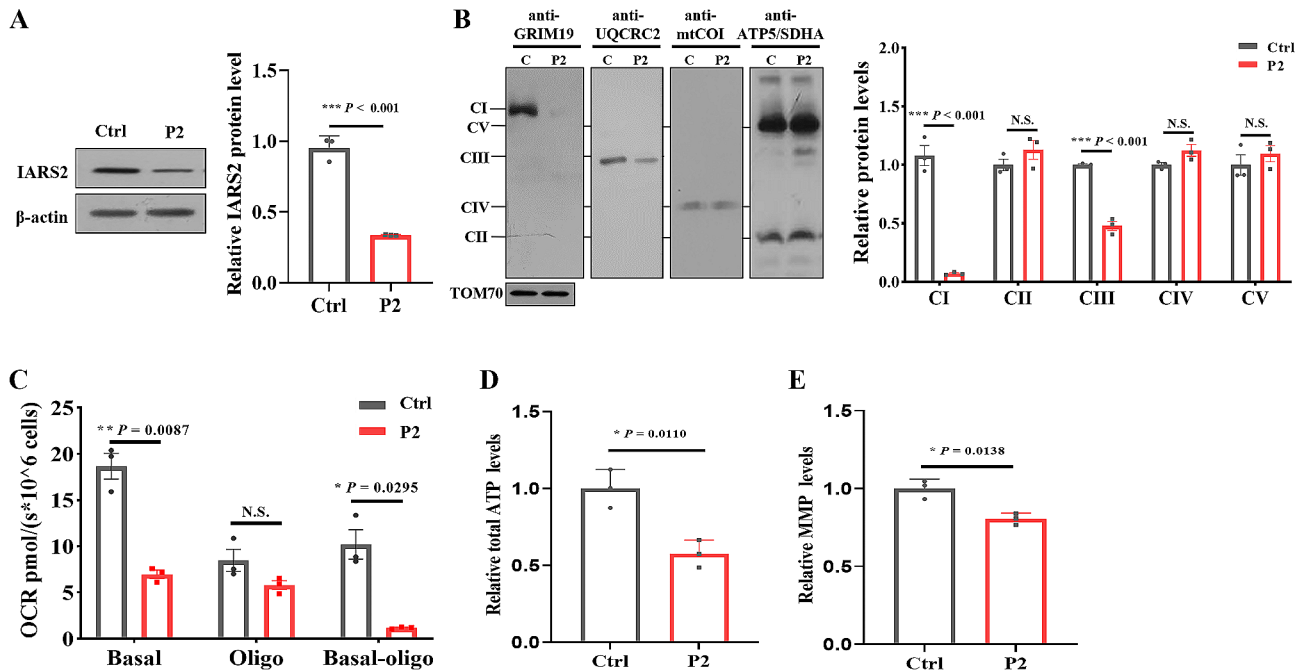 A
Ctrl P2
IARS2
β-actin
Relative IARS2 protein level
1.5
1.0
0.5
0.0
*** P < 0.001
Ctrl P2
B
anti-
GRIM19
anti-
UQCRC2
anti-
mtCOI
anti-
ATP5/SDHA
C P2 C P2 C P2 C P2
CI
CV
CIII
CIV
CII
TOM70
Relative protein levels
2.0
1.5
1.0
0.5
0.0
*** P < 0.001
N.S.
*** P < 0.001
N.S.
N.S.
Ctrl
P2
CI CII CIII CIV CV
C
OCR pmol/(s*10^6 cells)
25
20
15
10
5
0
** P = 0.0087
N.S.
* P = 0.0295
Ctrl
P2
Basal Oligo Basal-oligo
D
Relative total ATP levels
1.5
1.0
0.5
0.0
* P = 0.0110
Ctrl P2
E
Relative MMP levels
1.5
1.0
0.5
0.0
* P = 0.0138
Ctrl P2